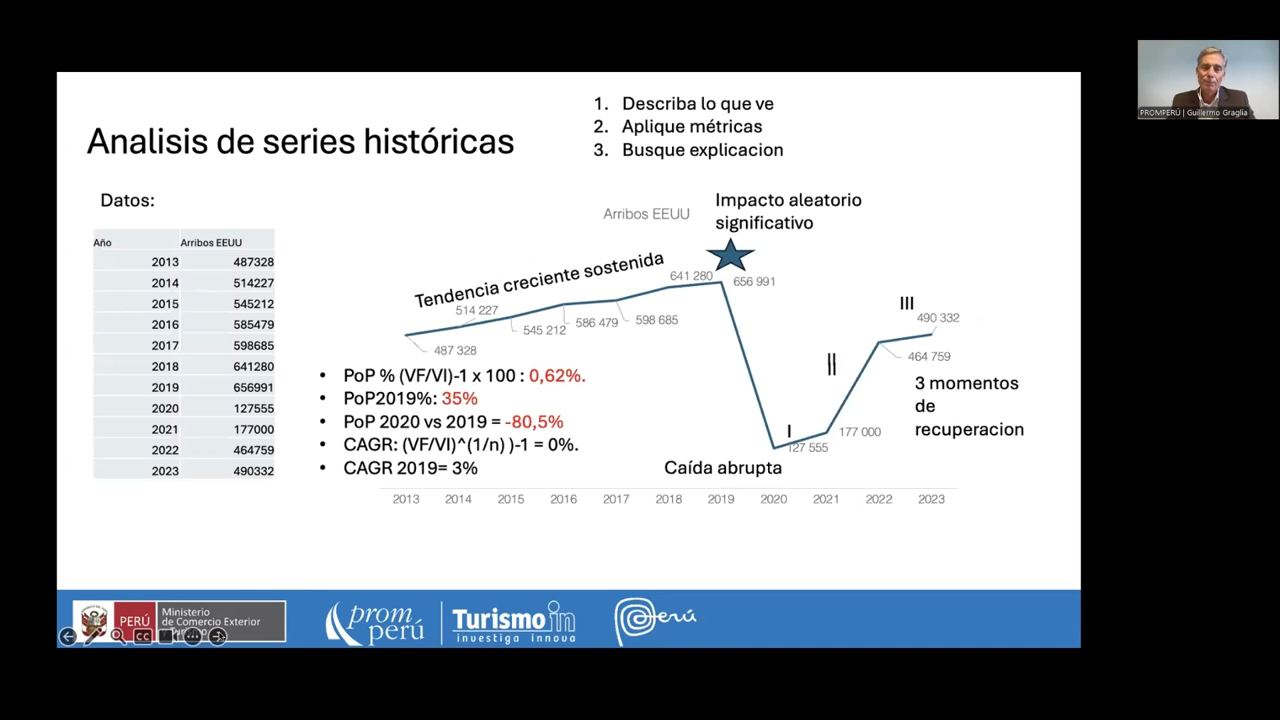 Analisis de series históricas
1. Describa lo que ve
2. Aplique métricas
3. Busque explicacion
PROMPERÚ | Guillermo Graglia
Datos:
Año Arribos EEUU
2013 487328
2014 514227
2015 545212
2016 585479
2017 598685
2018 641280
2019 656991
2020 127555
2021 177000
2022 464759
2023 490332
Arribos EEUU
Impacto aleatorio
significativo
Tendencia creciente sostenida
487 328
514 227
545 212
586 479
598 685
641 280
656 991
127 555
177 000
464 759
490 332
I
II
III
3 momentos
de
recuperacion
Caída abrupta
• PoP % (VF/VI)-1 x 100 : 0,62%.
• PoP2019%: 35%
• PoP 2020 vs 2019 = -80,5%
• CAGR: (VF/VI)^(1/n) )-1 = 0%.
• CAGR 2019= 3%
2013 2014 2015 2016 2017 2018 2019 2020 2021 2022 2023
PERÚ
Ministerio
de Comercio Exterior
CC
prom
perú
Turismo in
investiga innova
Perú